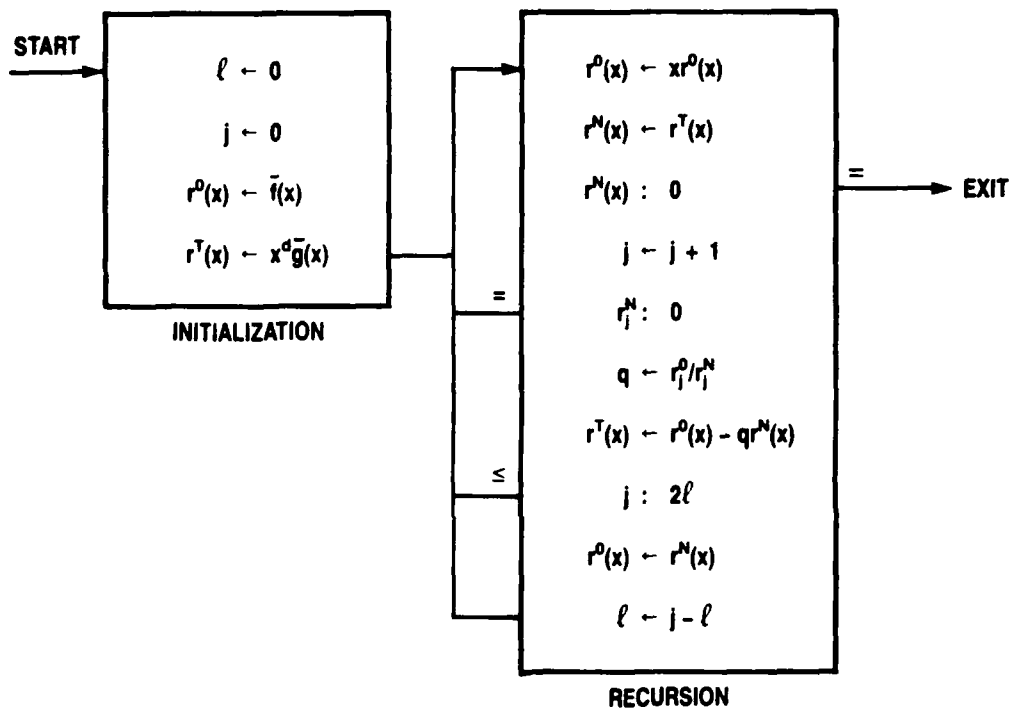 START
ℓ ← 0
j ← 0
r⁰(x) ← f̄(x)
rᵀ(x) ← xᵈḡ(x)
INITIALIZATION
r⁰(x) ← xr⁰(x)
rᴺ(x) ← rᵀ(x)
rᴺ(x) : 0
=
EXIT
j ← j + 1
=
rⱼᴺ : 0
q ← rⱼ⁰/rⱼᴺ
rᵀ(x) ← r⁰(x) – qrᴺ(x)
≤
j : 2ℓ
r⁰(x) ← rᴺ(x)
ℓ ← j – ℓ
RECURSION